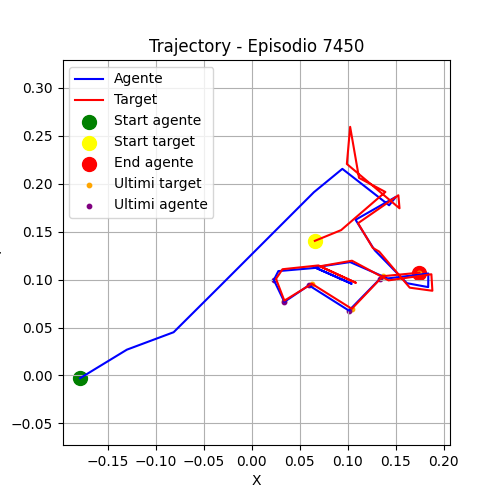 Trajectory - Episodio 7450
Agente
Target
Start agente
Start target
End agente
Ultimi target
Ultimi agente
0.30
0.25
0.20
0.15
0.10
0.05
0.00
−0.05
−0.15 −0.10 −0.05 0.00 0.05 0.10 0.15 0.20
X